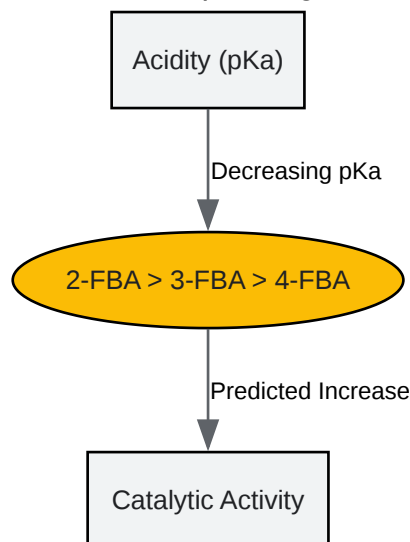 Acidity (pKa)
Decreasing pKa
2-FBA > 3-FBA > 4-FBA
Predicted Increase
Catalytic Activity